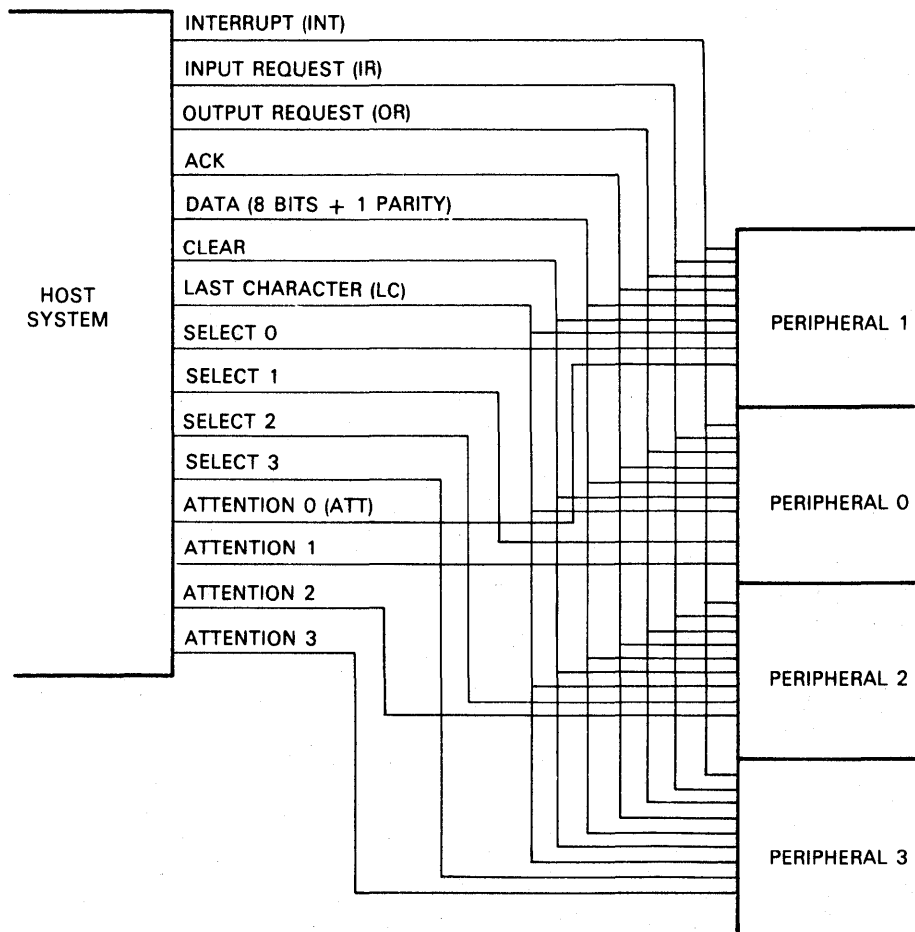 INTERRUPT (INT)
INPUT REQUEST (IR)
OUTPUT REQUEST (OR)
ACK
DATA (8 BITS + 1 PARITY)
CLEAR
LAST CHARACTER (LC)
SELECT 0
SELECT 1
SELECT 2
SELECT 3
ATTENTION 0 (ATT)
ATTENTION 1
ATTENTION 2
ATTENTION 3
HOST
SYSTEM
PERIPHERAL 1
PERIPHERAL 0
PERIPHERAL 2
PERIPHERAL 3